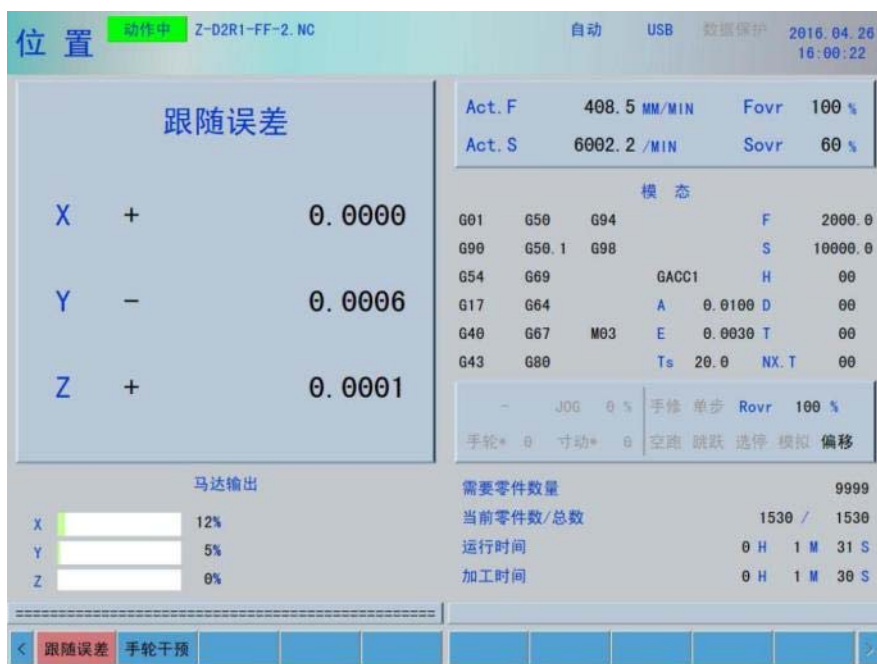 位置 动作中 Z-D2R1-FF-2.NC 自动 USB 数据保护 2016.04.26
16:00:22
跟随误差
X + 0.0000
Y - 0.0006
Z + 0.0001
马达输出
X 12%
Y 5%
Z 0%
Act.F 408.5 MM/MIN Fovr 100 %
Act.S 6002.2 /MIN Sovr 60 %
模态
G01 G50 G94 F 2000.0
G90 G50.1 G98 S 10000.0
G54 G69 GACC1 H 00
G17 G64 A 0.0100 D 00
G40 G67 M03 E 0.0030 T 00
G43 G80 Ts 20.0 NX.T 00
- JOG 0 % 手修 单步 Rovr 100 %
手轮* 0 寸动* 0 空跑 跳跃 选停 模拟 偏移
需要零件数量 9999
当前零件数/总数 1530 / 1530
运行时间 0 H 1 M 31 S
加工时间 0 H 1 M 30 S
< 跟随误差 手轮干预 >